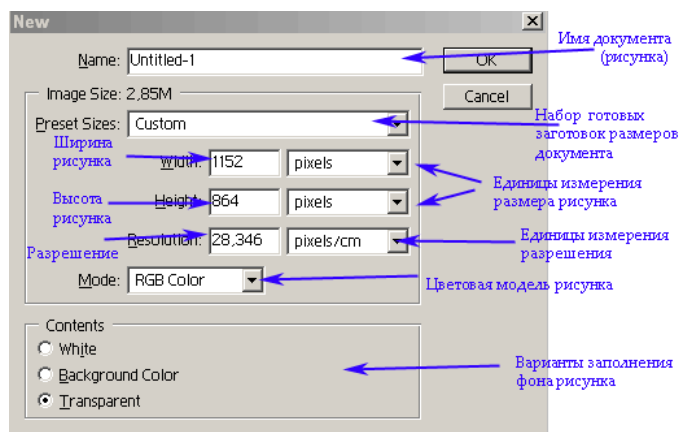 New
Name: Untitled-1
OK
Имя документа
(рисунка)
Image Size: 2,85M
Cancel
Preset Sizes: Custom
Набор готовых
заготовок размеров
документа
Ширина
рисунка
Width: 1152 pixels
Единицы измерения
размера рисунка
Высота
рисунка
Height: 864 pixels
Разрешение
Resolution: 28,346 pixels/cm
Единицы измерения
разрешения
Mode: RGB Color
Цветовая модель рисунка
Contents
White
Background Color
Transparent
Варианты заполнения
фона рисунка